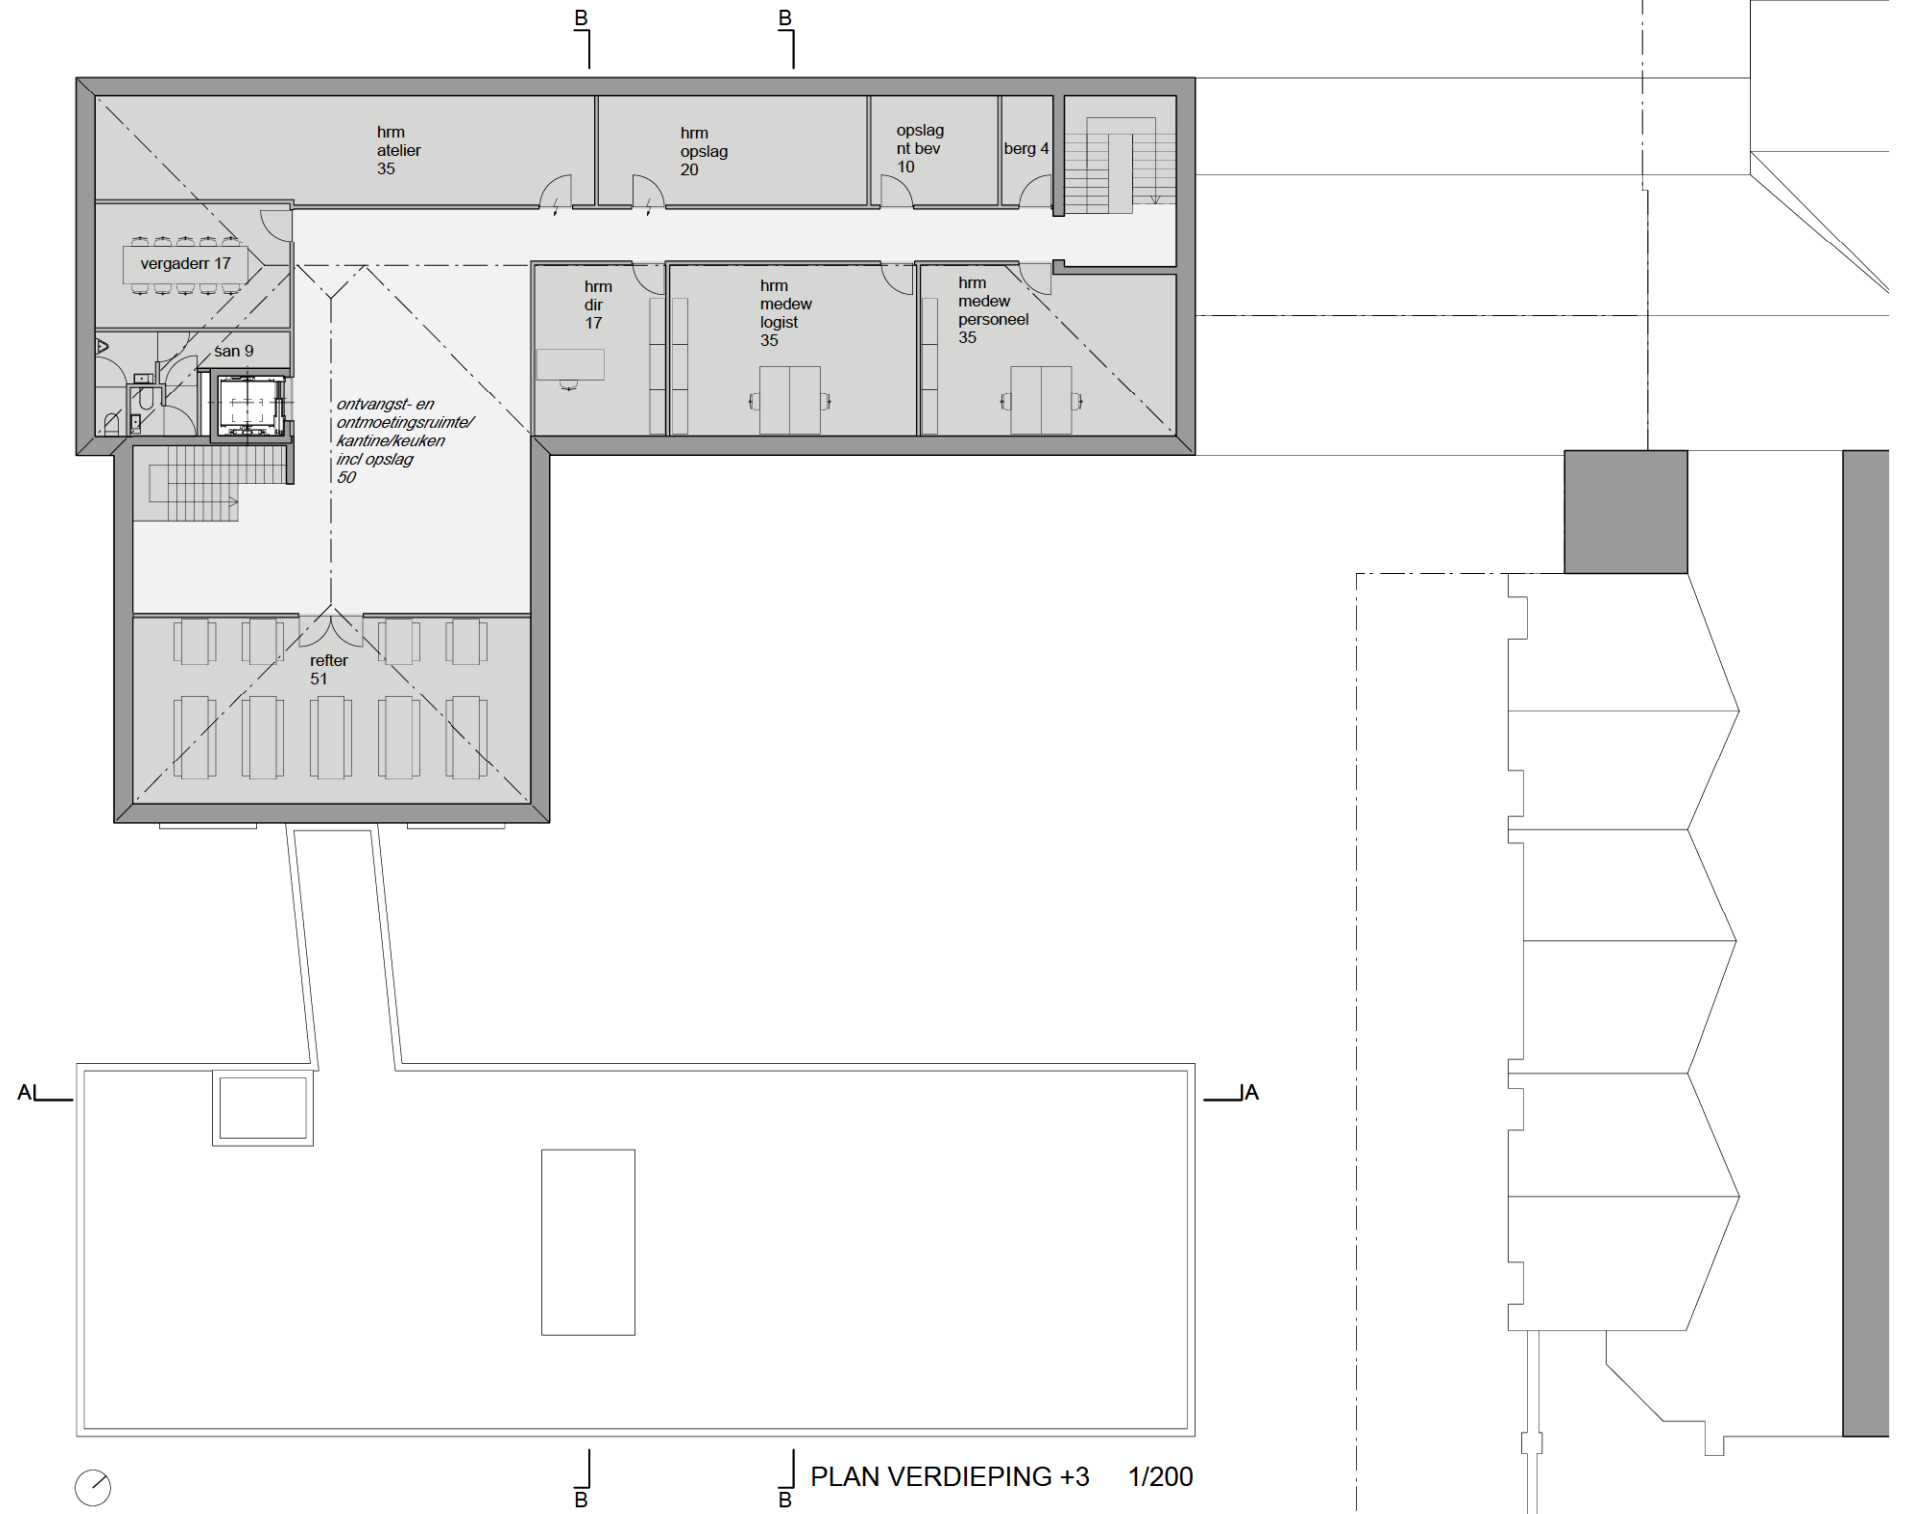 B
B
hrm
atelier
35
hrm
opslag
20
opslag
nt bev
10
berg 4
vergaderr 17
hrm
dir
17
hrm
medew
logist
35
hrm
medew
personeel
35
san 9
ontvangst- en
ontmoetingsruimte/
kantine/keuken
incl opslag
50
refter
51
A
A
B
B
PLAN VERDIEPING +3 1/200